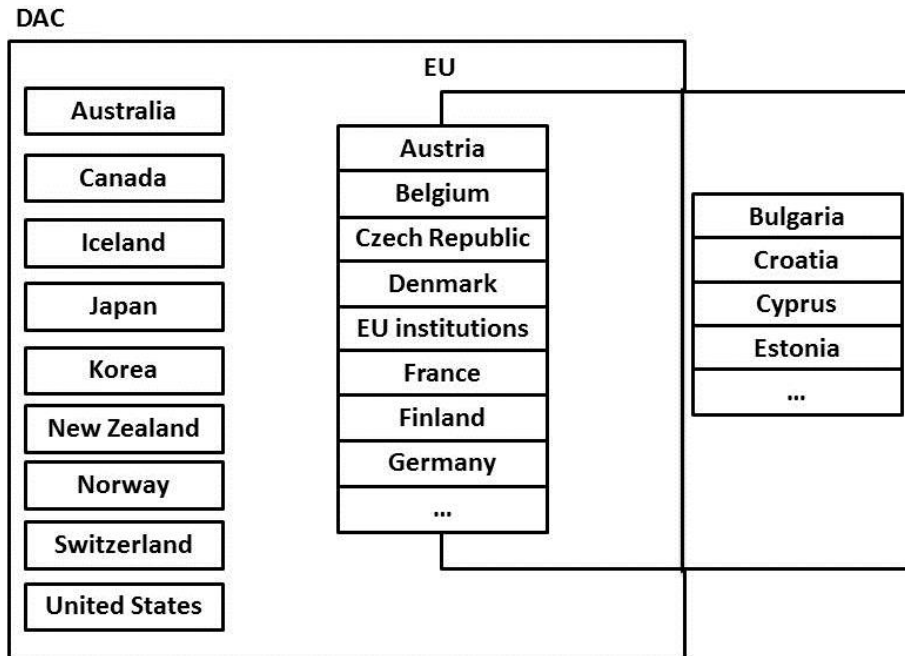 DAC
EU
Australia
Canada
Iceland
Japan
Korea
New Zealand
Norway
Switzerland
United States
Austria
Belgium
Czech Republic
Denmark
EU institutions
France
Finland
Germany
...
Bulgaria
Croatia
Cyprus
Estonia
...